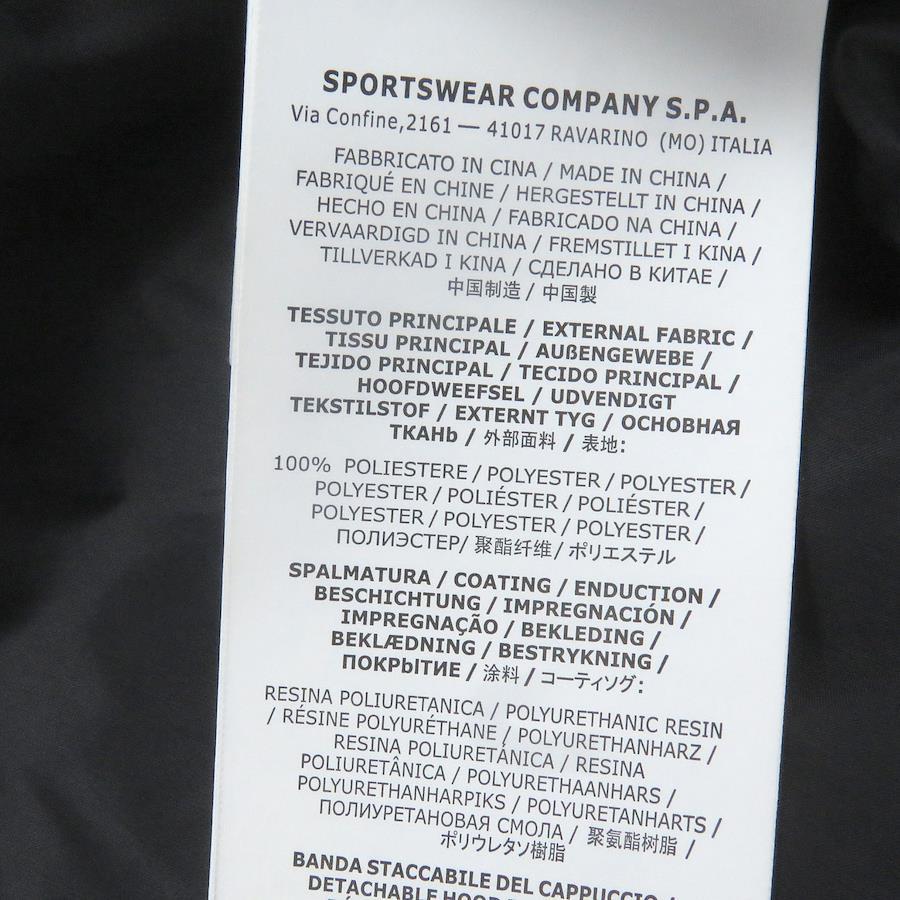 SPORTSWEAR COMPANY S.P.A.
Via Confine,2161 — 41017 RAVARINO (MO) ITALIA
FABBRICATO IN CINA / MADE IN CHINA /
FABRIQUÉ EN CHINE / HERGESTELLT IN CHINA /
HECHO EN CHINA / FABRICADO NA CHINA /
VERVAARDIGD IN CHINA / FREMSTILLET I KINA /
TILLVERKAD I KINA / СДЕЛАНО В КИТАЕ /
中国制造 / 中国製
TESSUTO PRINCIPALE / EXTERNAL FABRIC /
TISSU PRINCIPAL / AUßENGEWEBE /
TEJIDO PRINCIPAL / TECIDO PRINCIPAL /
HOOFDWEEFSEL / UDVENDIGT
TEKSTILSTOF / EXTERNT TYG / ОСНОВНАЯ
ТКАНЬ / 外部面料 / 表地:
100% POLIESTERE / POLYESTER / POLYESTER /
POLYESTER / POLIÉSTER / POLIÉSTER /
POLYESTER / POLYESTER / POLYESTER /
ПОЛИЭСТЕР/ 聚酯纤维/ ポリエステル
SPALMATURA / COATING / ENDUCTION /
BESCHICHTUNG / IMPREGNACIÓN /
IMPREGNAÇÃO / BEKLEDING /
BEKLÆDNING / BESTRYKNING /
ПОКРЫТИЕ / 涂料 / コーティソグ:
RESINA POLIURETANICA / POLYURETHANIC RESIN
/ RÉSINE POLYURÉTHANE / POLYURETHANHARZ /
RESINA POLIURETÁNICA / RESINA
POLIURETÂNICA / POLYURETHAANHARS /
POLYURETHANHARPIKS / POLYURETANHARTS /
ПОЛИУРЕТАНОВАЯ СМОЛА / 聚氨酯树脂 /
ポリウレタソ樹脂
BANDA STACCABILE DEL CAPPUCCIO /
DETACHABLE